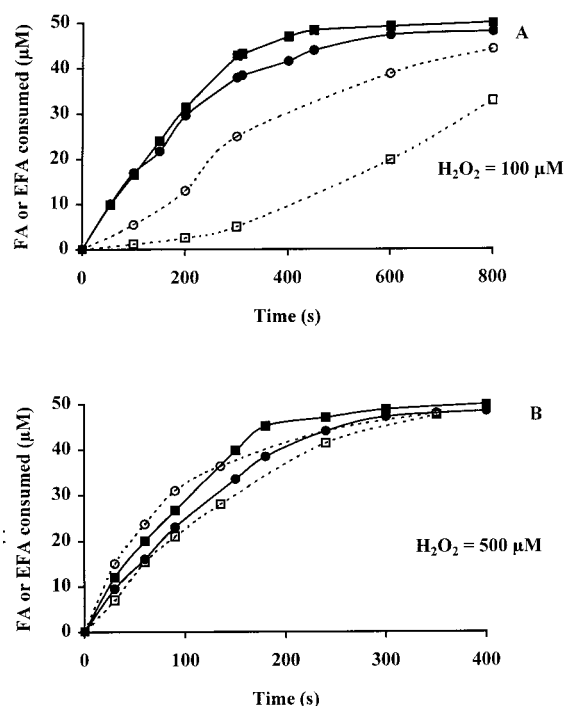 A
50
40
30
20
10
0
FA or EFA consumed (µM)
H2O2 = 100 µM
0 200 400 600 800
Time (s)
B
50
40
30
20
10
0
FA or EFA consumed (µM)
H2O2 = 500 µM
0 100 200 300 400
Time (s)